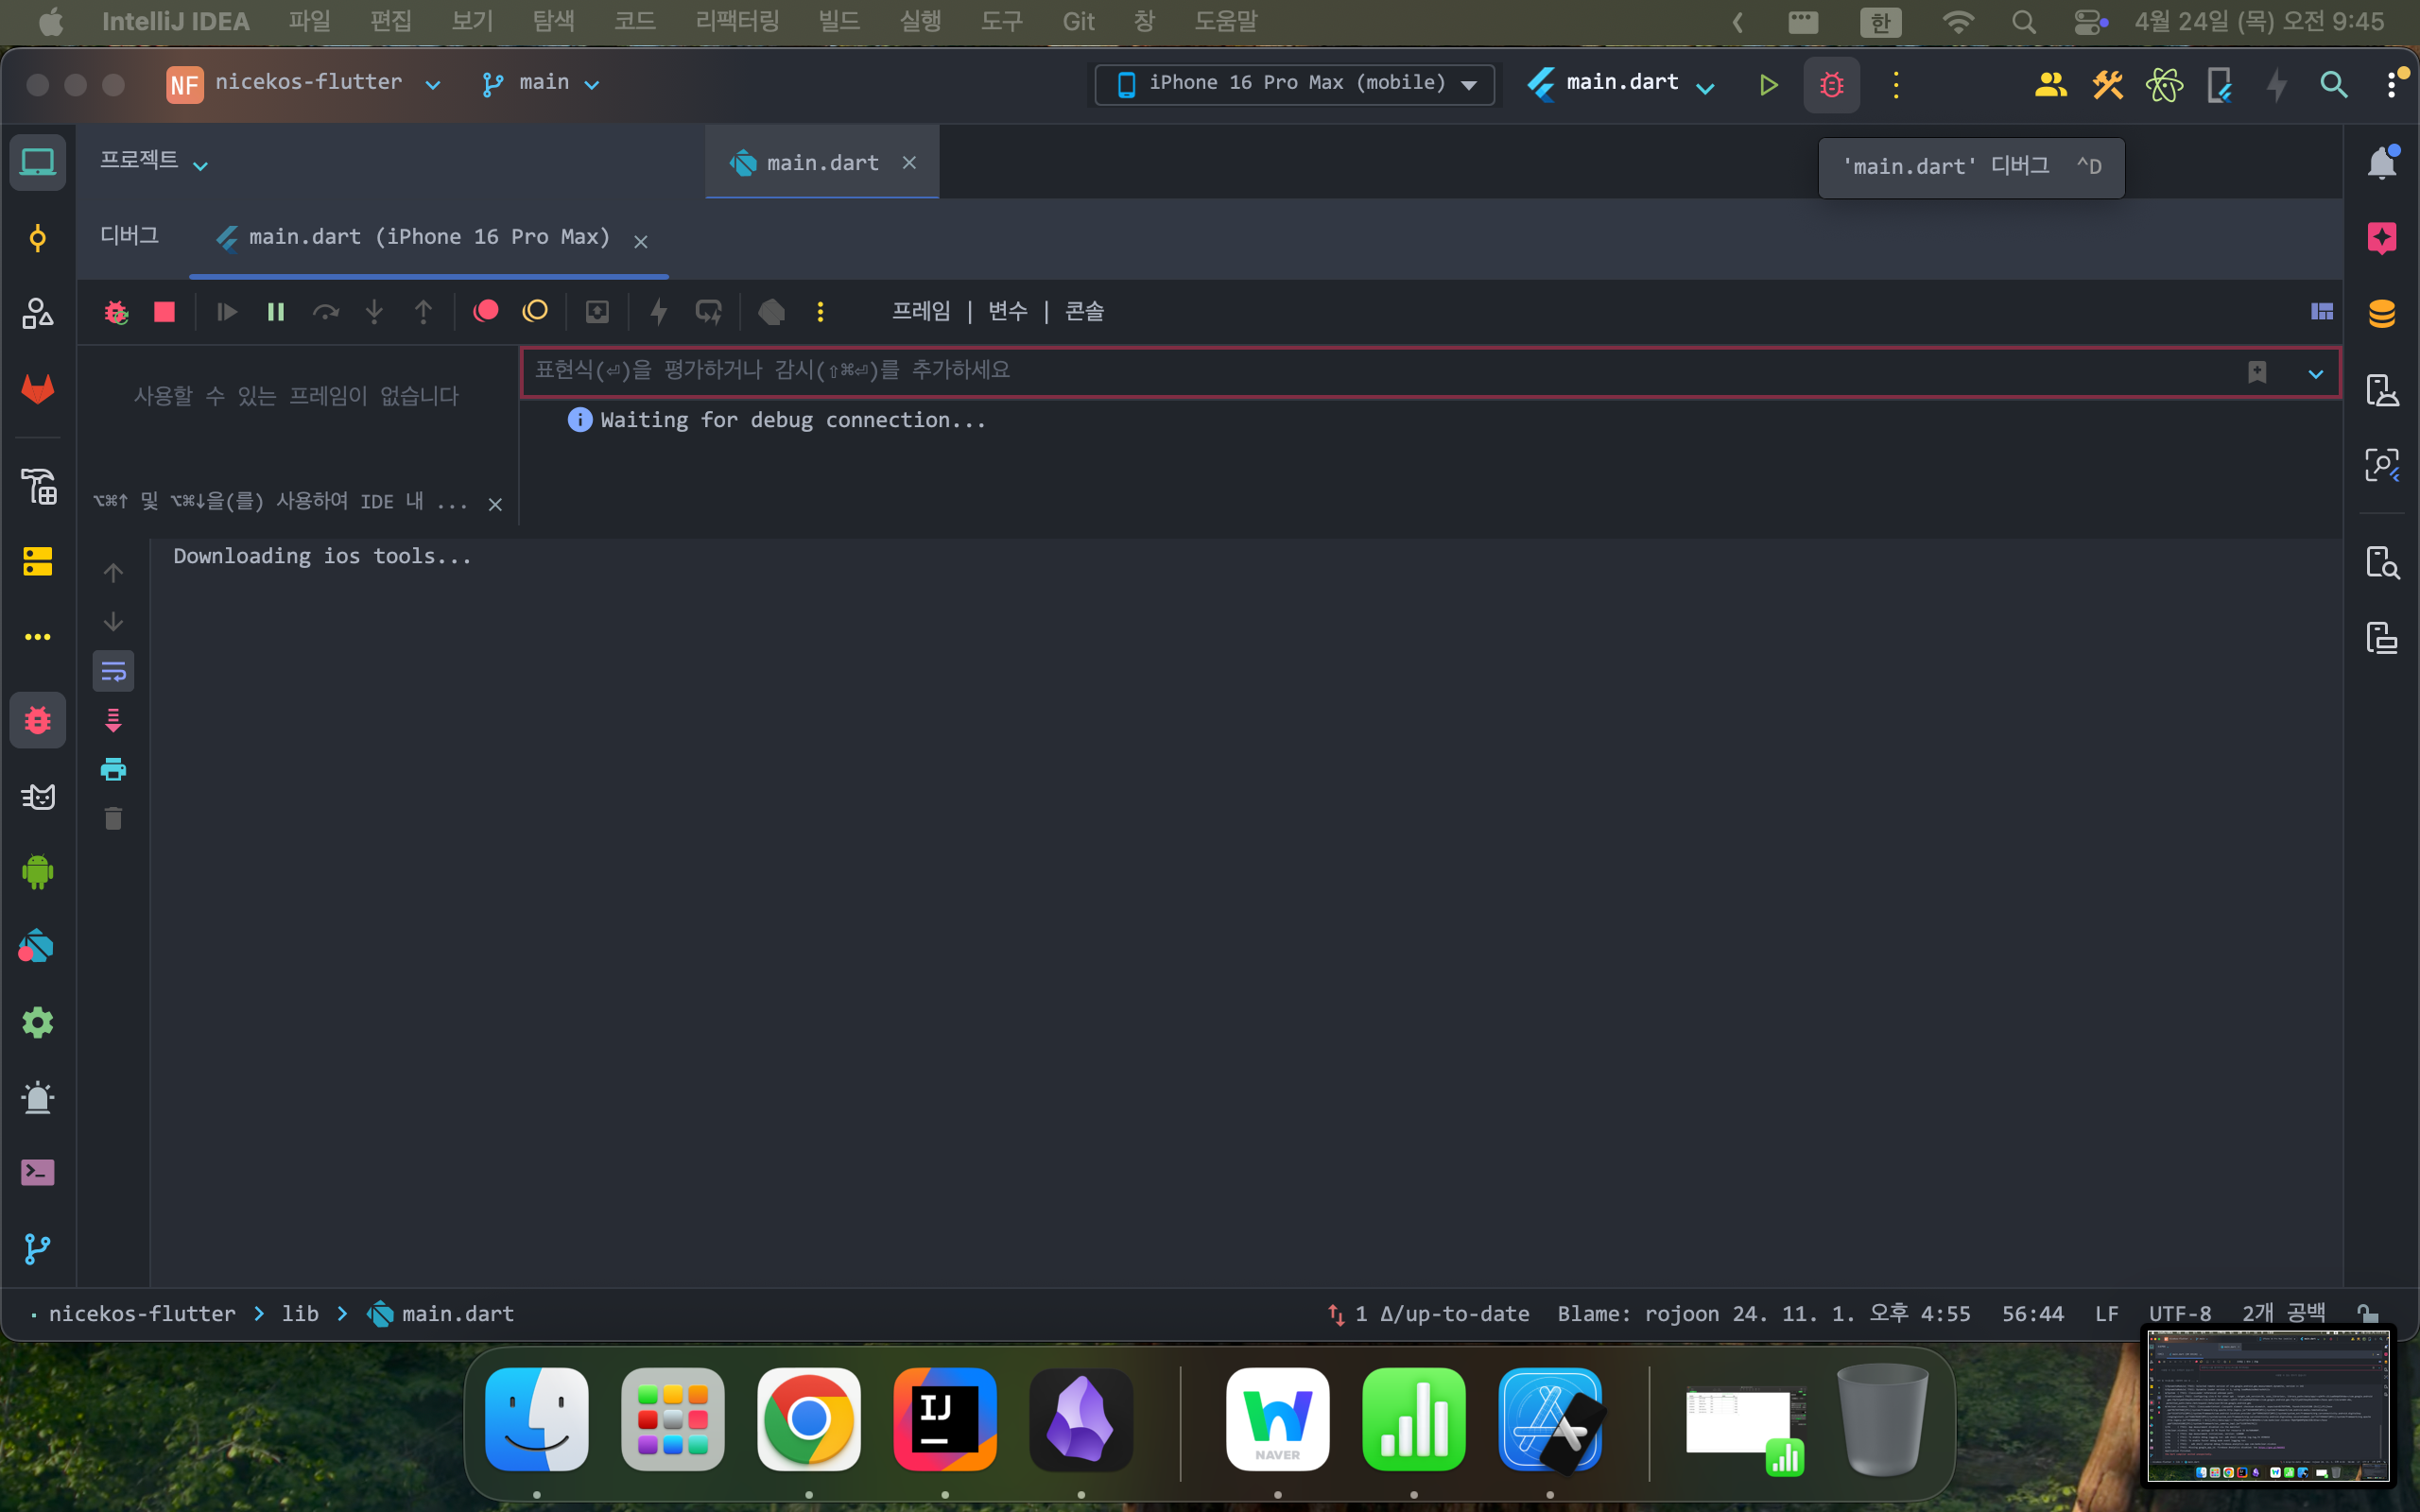 IntelliJ IDEA 파일 편집 보기 탐색 코드 리팩터링 빌드 실행 도구 Git 창 도움말 한 4월 24일 (목) 오전 9:45
NF nicekos-flutter main iPhone 16 Pro Max (mobile) main.dart
프로젝트 main.dart
'main.dart' 디버그 ^D
디버그 main.dart (iPhone 16 Pro Max)
프레임 | 변수 | 콘솔
표현식(⏎)을 평가하거나 감시(⇧⌘⏎)를 추가하세요
사용할 수 있는 프레임이 없습니다
Waiting for debug connection...
⌥⌘↑ 및 ⌥⌘↓을(를) 사용하여 IDE 내 ...
Downloading ios tools...
nicekos-flutter > lib > main.dart 1 Δ/up-to-date Blame: rojoon 24. 11. 1. 오후 4:55 56:44 LF UTF-8 2개 공백
IJ
NAVER